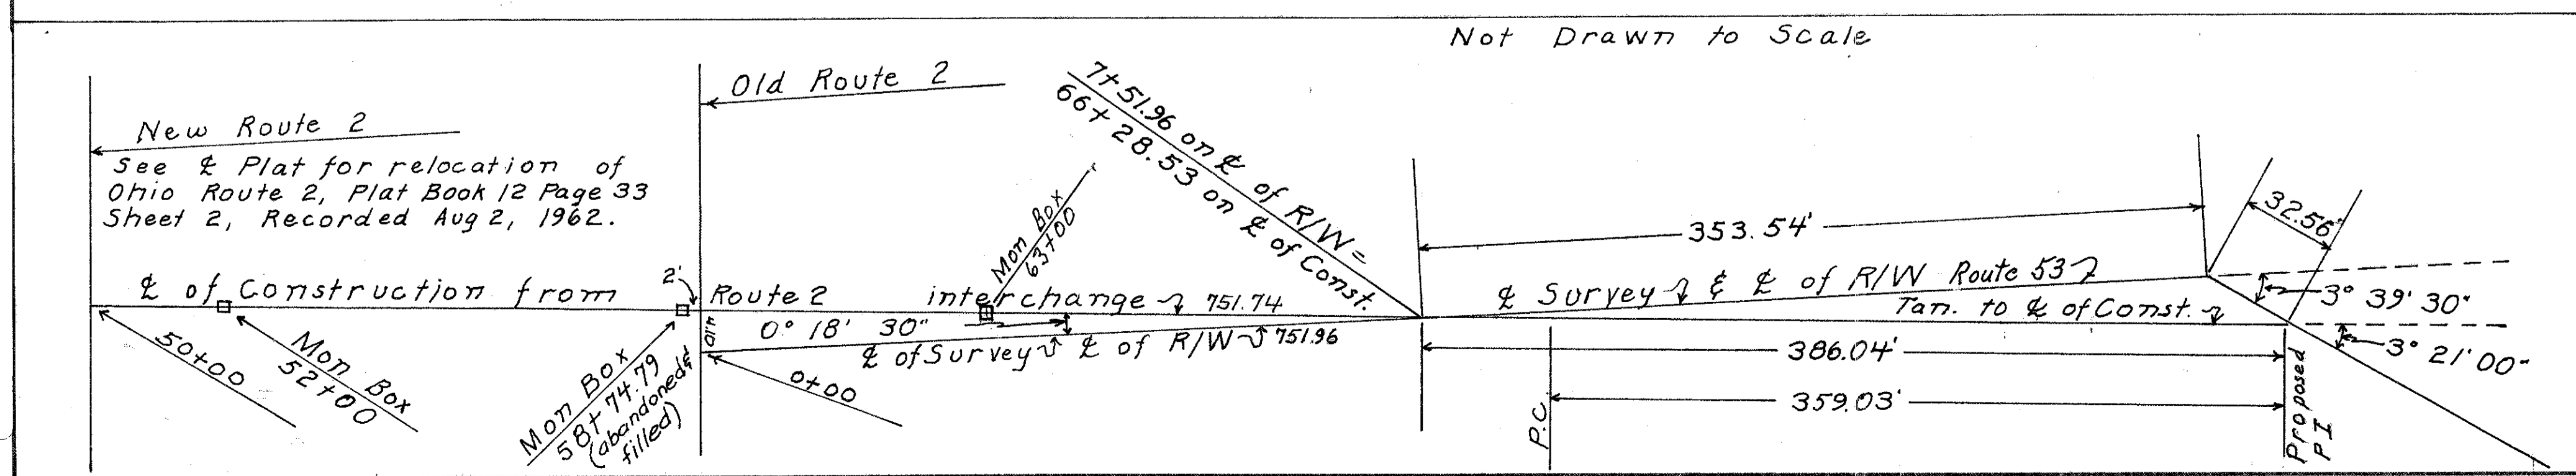 Not Drawn to Scale
New Route 2
See ℄ Plat for relocation of
Ohio Route 2, Plat Book 12 Page 33
Sheet 2, Recorded Aug 2, 1962.
Old Route 2
7+51.96 on ℄ of R/W=
66+28.53 on ℄ of Const.
Mon Box
63+00
353.54'
32.56'
℄ of Construction from
2'
Route 2 interchange
751.74
℄ Survey & ℄ of R/W Route 53
3° 39' 30"
Tan. to ℄ of Const.
0° 18' 30"
℄ of Survey ℄ of R/W
751.96
50+00
Mon Box
52+00
Mon Box
58+74.79
(abandoned &
filled)
0+00
386.04'
3° 21' 00"
359.03'
P.C.
Proposed
PI